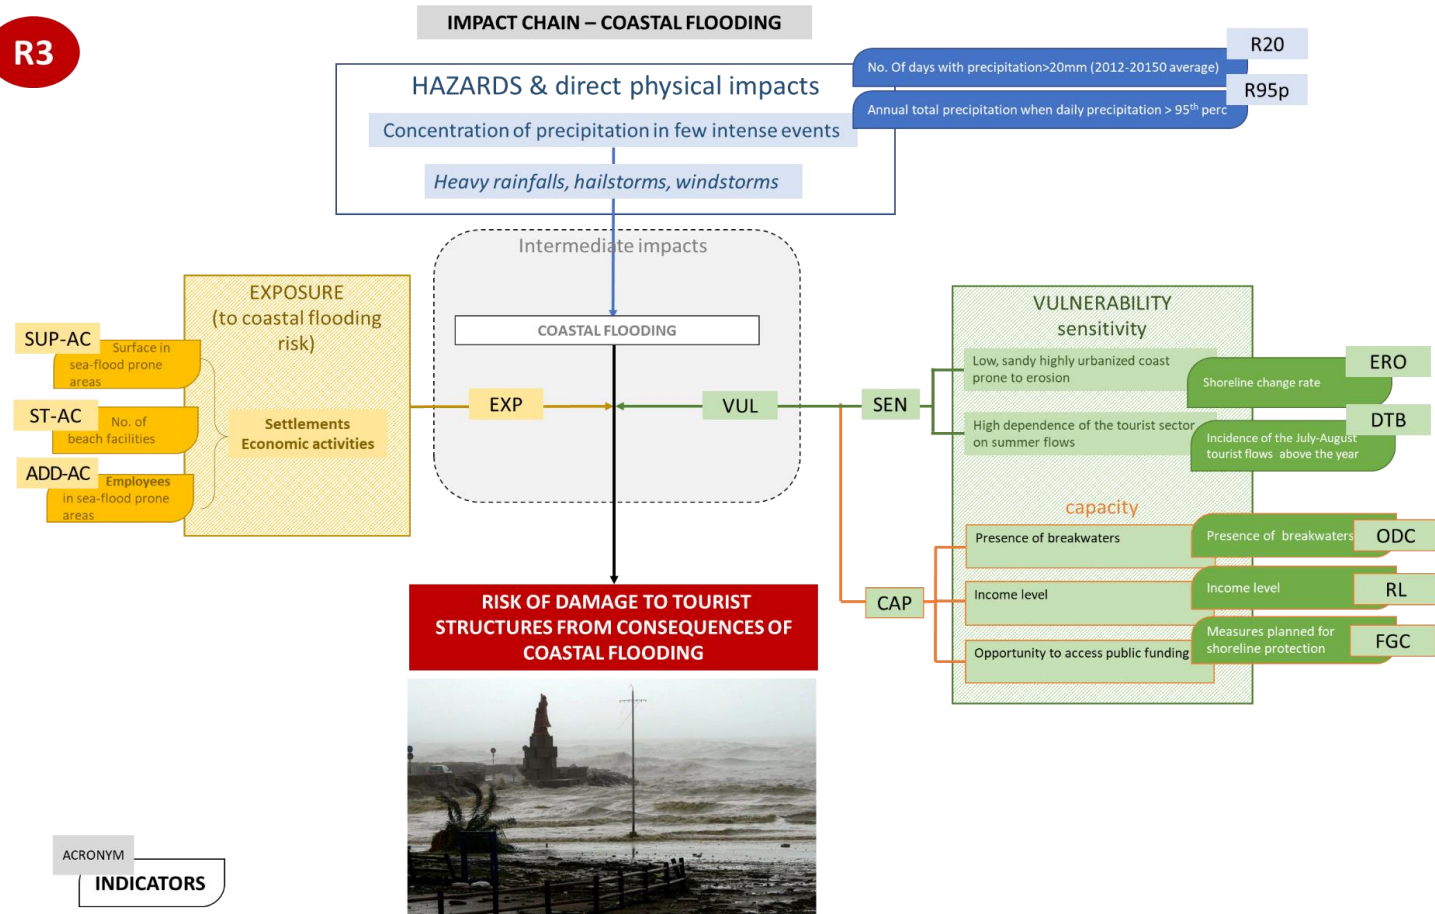 IMPACT CHAIN – COASTAL FLOODING
R3
R20
No. Of days with precipitation>20mm (2012-20150 average)
HAZARDS & direct physical impacts
R95p
Annual total precipitation when daily precipitation > 95th perc
Concentration of precipitation in few intense events
Heavy rainfalls, hailstorms, windstorms
Intermediate impacts
COASTAL FLOODING
EXPOSURE
(to coastal flooding
risk)
SUP-AC
Surface in
sea-flood prone
areas
ST-AC
No. of
beach facilities
ADD-AC
Employees
in sea-flood prone
areas
Settlements
Economic activities
EXP
VUL
SEN
CAP
VULNERABILITY
sensitivity
Low, sandy highly urbanized coast
prone to erosion
ERO
Shoreline change rate
High dependence of the tourist sector
on summer flows
DTB
Incidence of the July-August
tourist flows above the year
capacity
Presence of breakwaters
Presence of breakwaters
ODC
Income level
Income level
RL
Opportunity to access public funding
Measures planned for
shoreline protection
FGC
RISK OF DAMAGE TO TOURIST
STRUCTURES FROM CONSEQUENCES OF
COASTAL FLOODING
ACRONYM
INDICATORS